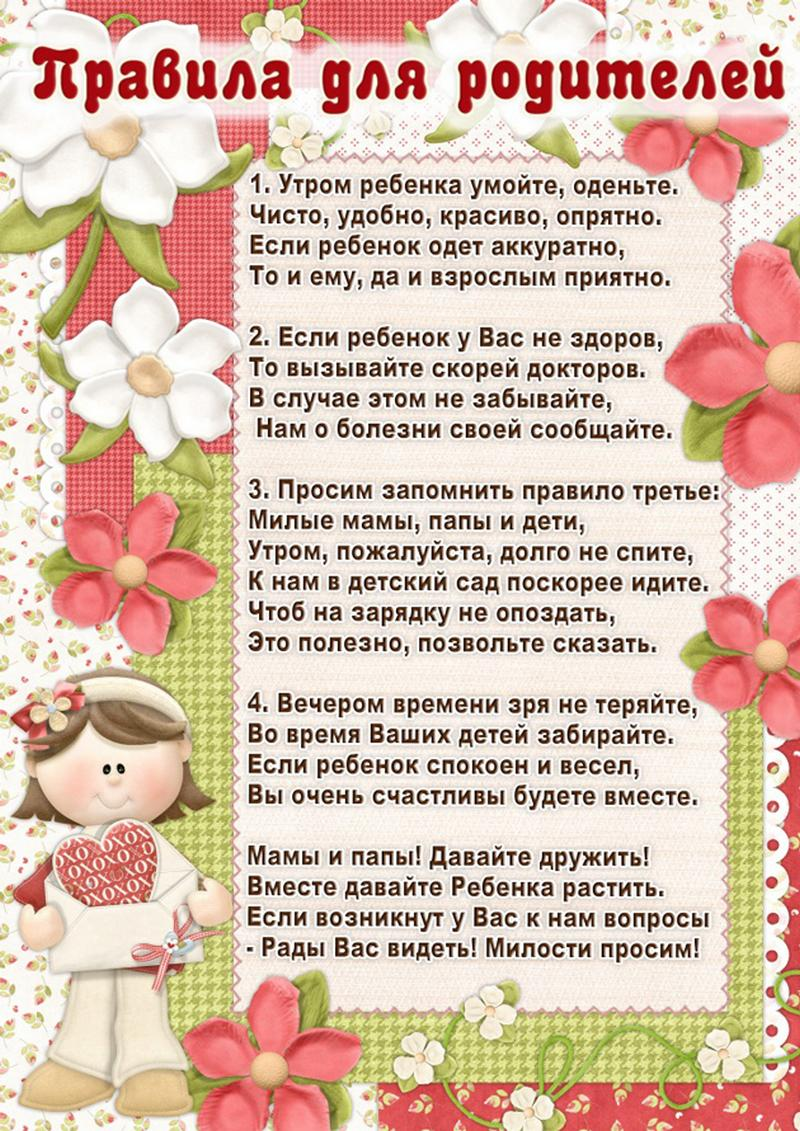 Правила для родителей
1. Утром ребенка умойте, оденьте.
Чисто, удобно, красиво, опрятно.
Если ребенок одет аккуратно,
То и ему, да и взрослым приятно.
2. Если ребенок у Вас не здоров,
То вызывайте скорей докторов.
В случае этом не забывайте,
Нам о болезни своей сообщайте.
3. Просим запомнить правило третье:
Милые мамы, папы и дети,
Утром, пожалуйста, долго не спите,
К нам в детский сад поскорее идите.
Чтоб на зарядку не опоздать,
Это полезно, позвольте сказать.
4. Вечером времени зря не теряйте,
Во время Ваших детей забирайте.
Если ребенок спокоен и весел,
Вы очень счастливы будете вместе.
Мамы и папы! Давайте дружить!
Вместе давайте Ребенка растить.
Если возникнут у Вас к нам вопросы
- Рады Вас видеть! Милости просим!